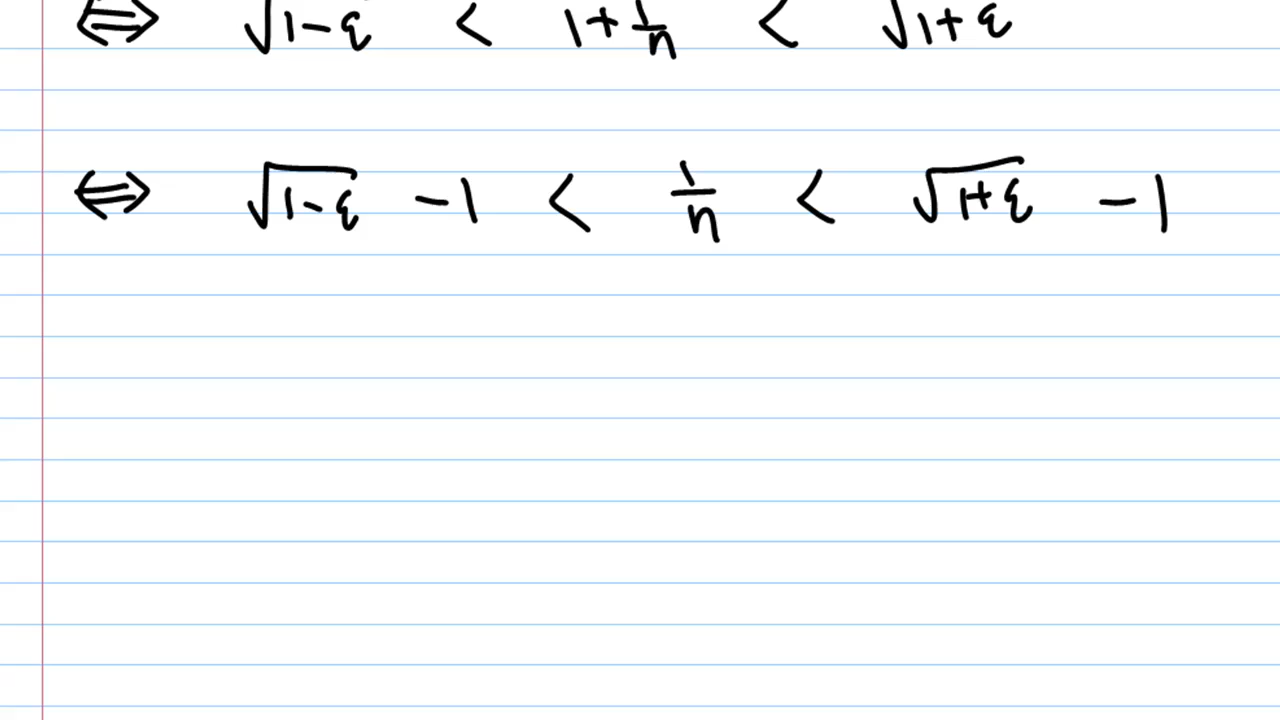 ⇔ √1-ε < 1+1/n < √1+ε
⇔ √(1-ε) -1 < 1/n < √(1+ε) -1